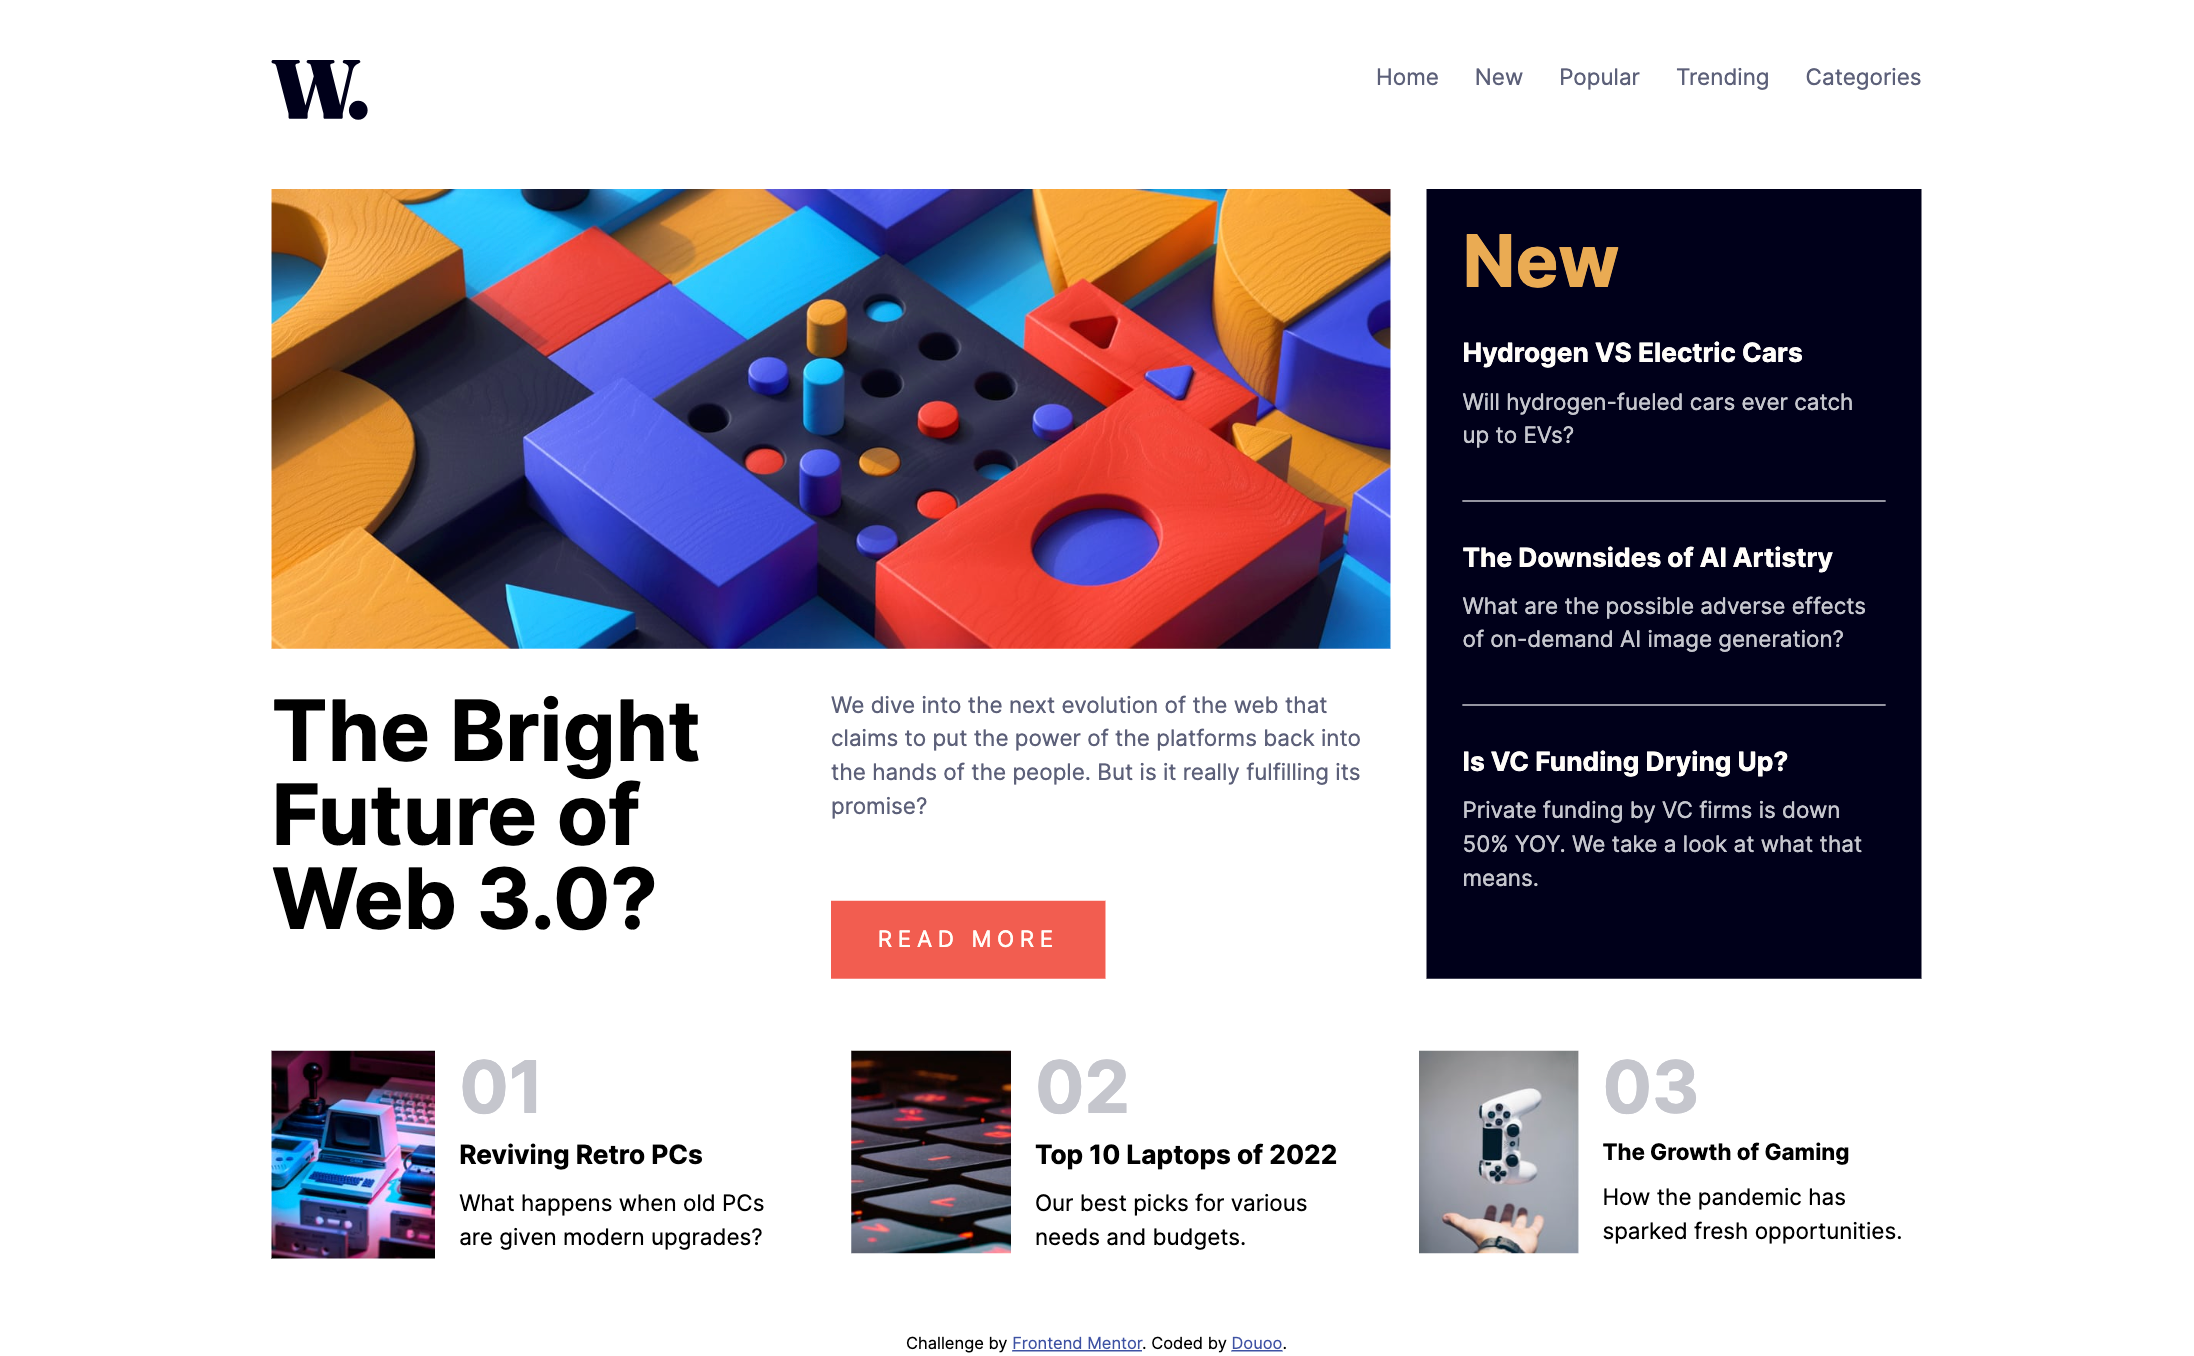 W.
Home New Popular Trending Categories
New
Hydrogen VS Electric Cars
Will hydrogen-fueled cars ever catch
up to EVs?
The Downsides of AI Artistry
What are the possible adverse effects
of on-demand AI image generation?
Is VC Funding Drying Up?
Private funding by VC firms is down
50% YOY. We take a look at what that
means.
The Bright
Future of
Web 3.0?
We dive into the next evolution of the web that
claims to put the power of the platforms back into
the hands of the people. But is it really fulfilling its
promise?
READ MORE
01
Reviving Retro PCs
What happens when old PCs
are given modern upgrades?
02
Top 10 Laptops of 2022
Our best picks for various
needs and budgets.
03
The Growth of Gaming
How the pandemic has
sparked fresh opportunities.
Challenge by Frontend Mentor. Coded by Douoo.